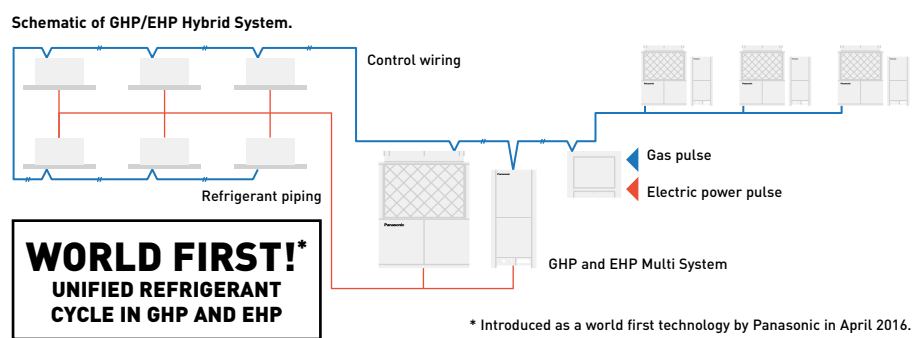 Schematic of GHP/EHP Hybrid System.
Control wiring
Gas pulse
Electric power pulse
Refrigerant piping
Panasonic
Panasonic
GHP and EHP Multi System
WORLD FIRST!*
UNIFIED REFRIGERANT
CYCLE IN GHP AND EHP
* Introduced as a world first technology by Panasonic in April 2016.